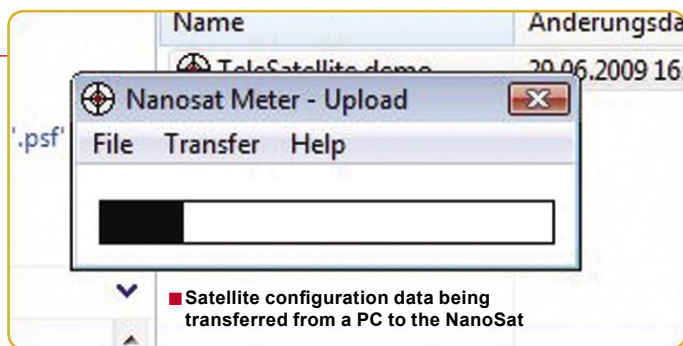 Name Änderungsda
TeleSatellite demo 29.06.2009 16:
Nanosat Meter - Upload
'.psf'
File Transfer Help
Satellite configuration data being
transferred from a PC to the NanoSat